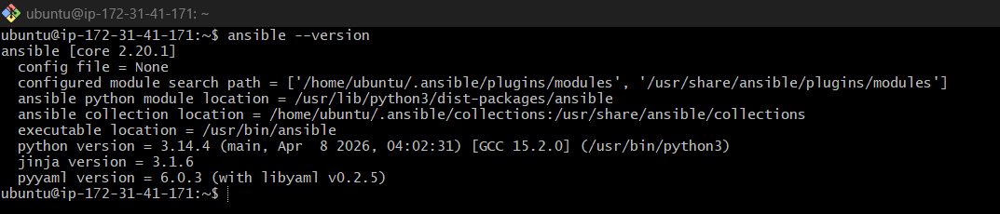 ubuntu@ip-172-31-41-171: ~
ubuntu@ip-172-31-41-171:~$ ansible --version
ansible [core 2.20.1]
  config file = None
  configured module search path = ['/home/ubuntu/.ansible/plugins/modules', '/usr/share/ansible/plugins/modules']
  ansible python module location = /usr/lib/python3/dist-packages/ansible
  ansible collection location = /home/ubuntu/.ansible/collections:/usr/share/ansible/collections
  executable location = /usr/bin/ansible
  python version = 3.14.4 (main, Apr  8 2026, 04:02:31) [GCC 15.2.0] (/usr/bin/python3)
  jinja version = 3.1.6
  pyyaml version = 6.0.3 (with libyaml v0.2.5)
ubuntu@ip-172-31-41-171:~$